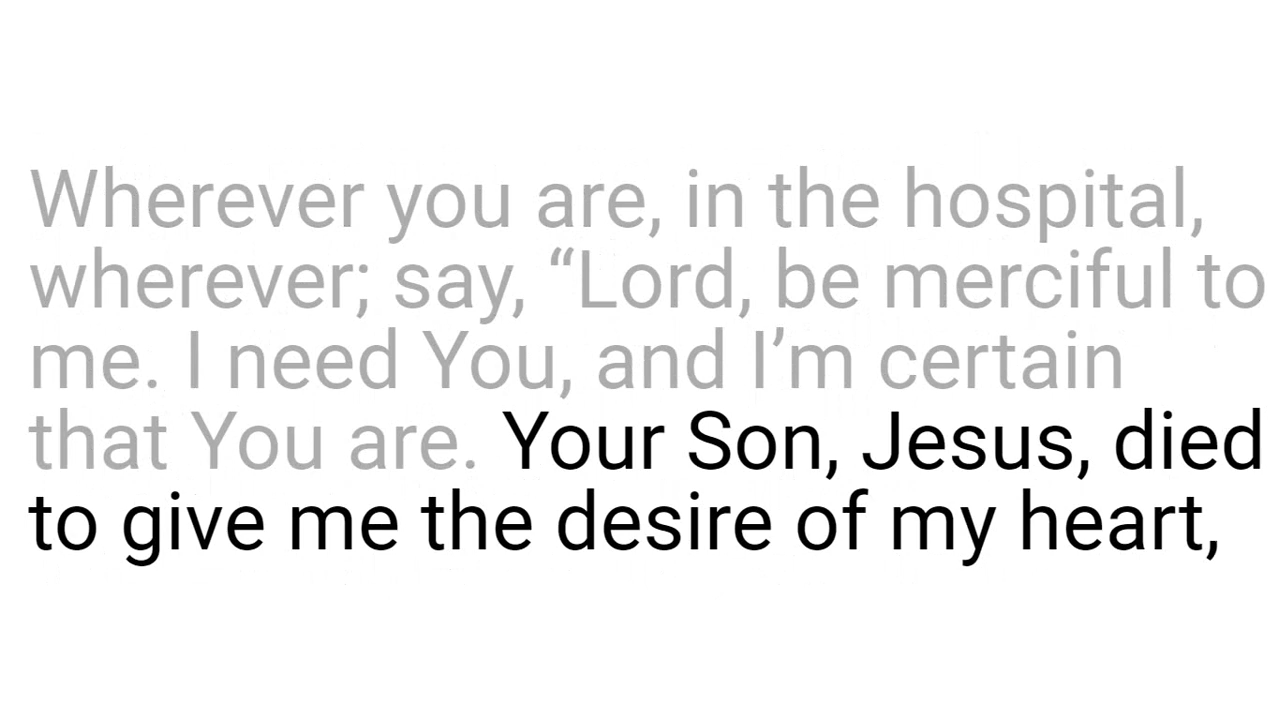 Wherever you are, in the hospital,
wherever; say, “Lord, be merciful to
me. I need You, and I’m certain
that You are. Your Son, Jesus, died
to give me the desire of my heart,